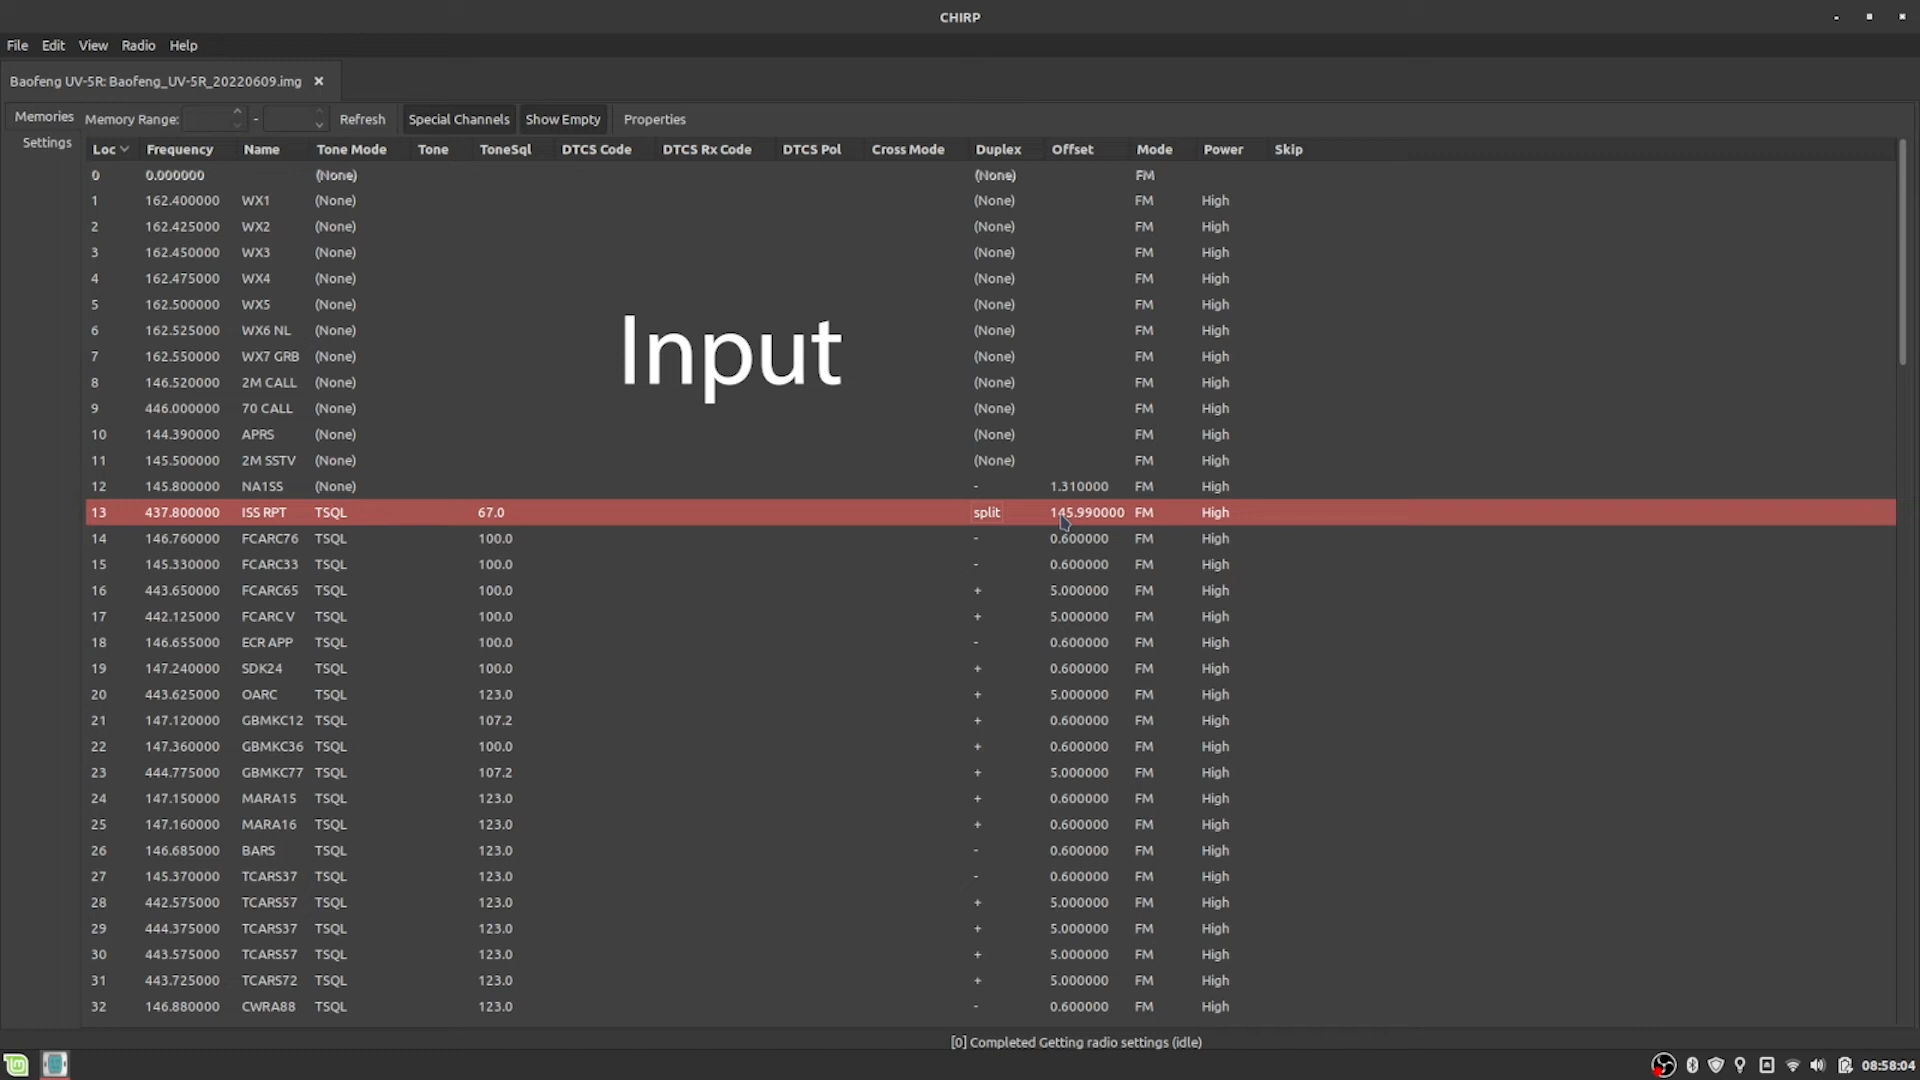 CHIRP
File Edit View Radio Help
Baofeng UV-5R: Baofeng_UV-5R_20220609.img
Memories Memory Range: - Refresh Special Channels Show Empty Properties
Settings
Loc Frequency Name Tone Mode Tone ToneSql DTCS Code DTCS Rx Code DTCS Pol Cross Mode Duplex Offset Mode Power Skip
0 0.000000 (None) (None) FM
1 162.400000 WX1 (None) (None) FM High
2 162.425000 WX2 (None) (None) FM High
3 162.450000 WX3 (None) (None) FM High
4 162.475000 WX4 (None) (None) FM High
5 162.500000 WX5 (None) (None) FM High
6 162.525000 WX6 NL (None) (None) FM High
7 162.550000 WX7 GRB (None) (None) FM High
Input
8 146.520000 2M CALL (None) (None) FM High
9 446.000000 70 CALL (None) (None) FM High
10 144.390000 APRS (None) (None) FM High
11 145.500000 2M SSTV (None) (None) FM High
12 145.800000 NA1SS (None) - 1.310000 FM High
13 437.800000 ISS RPT TSQL 67.0 split 145.990000 FM High
14 146.760000 FCARC76 TSQL 100.0 - 0.600000 FM High
15 145.330000 FCARC33 TSQL 100.0 - 0.600000 FM High
16 443.650000 FCARC65 TSQL 100.0 + 5.000000 FM High
17 442.125000 FCARC V TSQL 100.0 + 5.000000 FM High
18 146.655000 ECR APP TSQL 100.0 - 0.600000 FM High
19 147.240000 SDK24 TSQL 100.0 + 0.600000 FM High
20 443.625000 OARC TSQL 123.0 + 5.000000 FM High
21 147.120000 GBMKC12 TSQL 107.2 + 0.600000 FM High
22 147.360000 GBMKC36 TSQL 100.0 + 0.600000 FM High
23 444.775000 GBMKC77 TSQL 107.2 + 5.000000 FM High
24 147.150000 MARA15 TSQL 123.0 + 0.600000 FM High
25 147.160000 MARA16 TSQL 123.0 + 0.600000 FM High
26 146.685000 BARS TSQL 123.0 - 0.600000 FM High
27 145.370000 TCARS37 TSQL 123.0 - 0.600000 FM High
28 442.575000 TCARS57 TSQL 123.0 + 5.000000 FM High
29 444.375000 TCARS37 TSQL 123.0 + 5.000000 FM High
30 443.575000 TCARS57 TSQL 123.0 + 5.000000 FM High
31 443.725000 TCARS72 TSQL 123.0 + 5.000000 FM High
32 146.880000 CWRA88 TSQL 123.0 - 0.600000 FM High
[0] Completed Getting radio settings (idle)
08:58:04